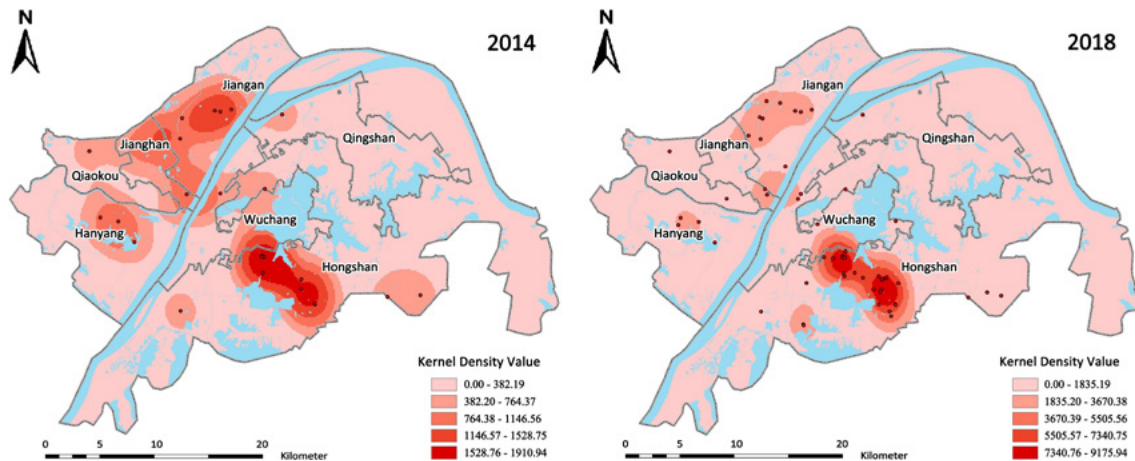 N
2014
Jiangan
Qingshan
Jianghan
Qiaokou
Wuchang
Hanyang
Hongshan
Kernel Density Value
0.00 - 382.19
382.20 - 764.37
764.38 - 1146.56
1146.57 - 1528.75
1528.76 - 1910.94
0 5 10 20
Kilometer
N
2018
Jiangan
Qingshan
Jianghan
Qiaokou
Wuchang
Hanyang
Hongshan
Kernel Density Value
0.00 - 1835.19
1835.20 - 3670.38
3670.39 - 5505.56
5505.57 - 7340.75
7340.76 - 9175.94
0 5 10 20
Kilometer